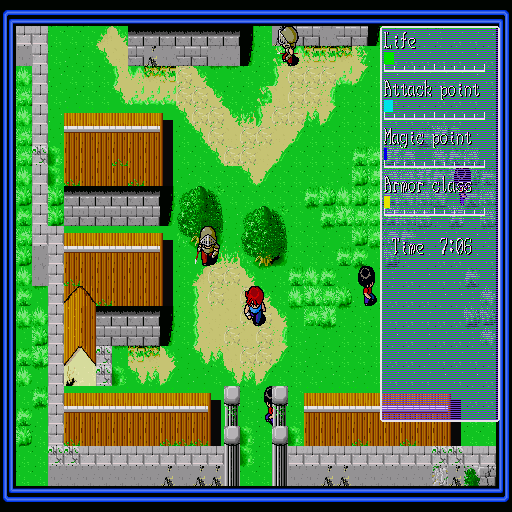 Life
Attack point
Magic point
Armor class
Time 7:06